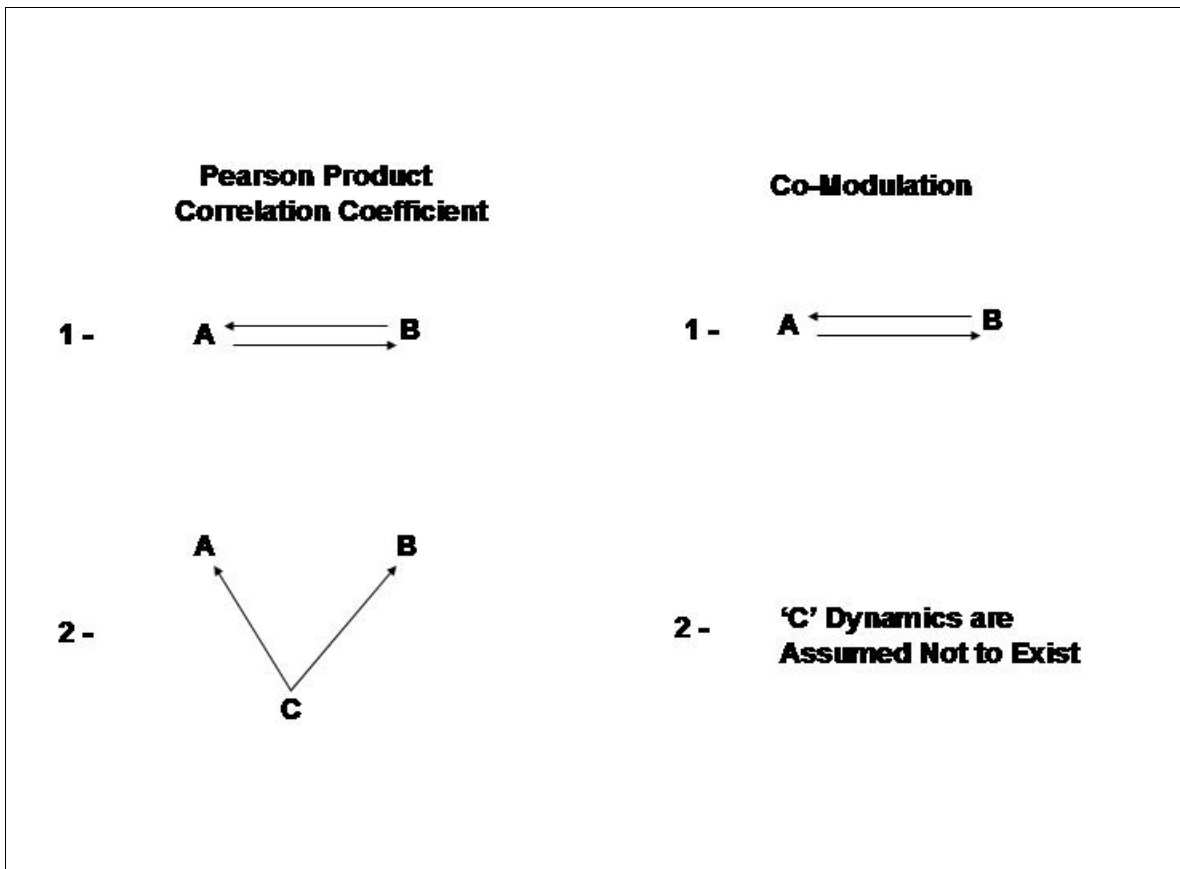 Pearson Product
Correlation Coefficient
Co-Modulation
1 - A B
1 - A B
A B
2 -
C
2 - ‘C’ Dynamics are
Assumed Not to Exist